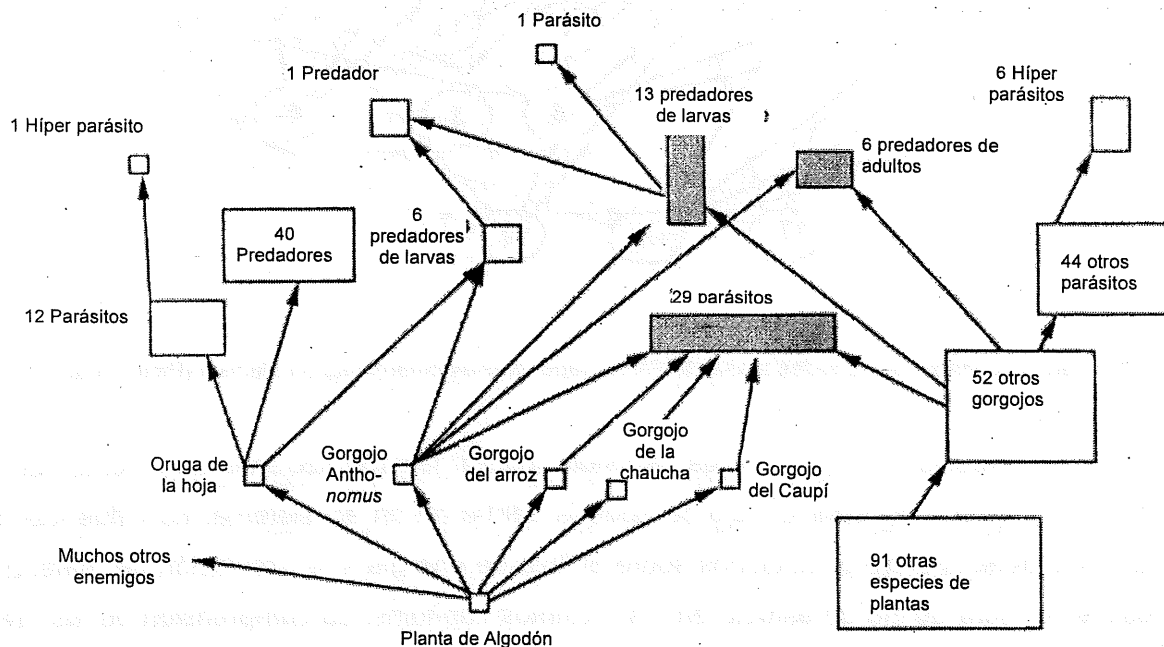 1 Parásito
1 Predador
13 predadores
de larvas
6 Híper
parásitos
1 Híper parásito
6 predadores de
adultos
40
Predadores
6
predadores
de larvas
44 otros
parásitos
12 Parásitos
29 parásitos
52 otros
gorgojos
Oruga de
la hoja
Gorgojo
Antho-
nomus
Gorgojo
del arroz
Gorgojo
de la
chaucha
Gorgojo
del Caupí
Muchos otros
enemigos
91 otras
especies de
plantas
Planta de Algodón